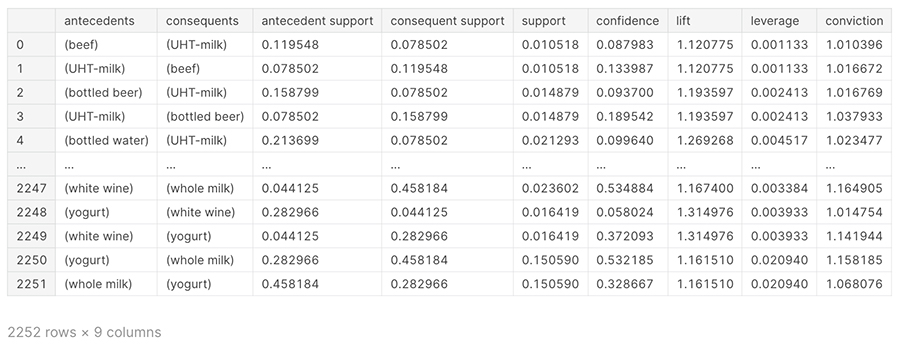 antecedents consequents antecedent support consequent support support confidence lift leverage conviction
0 (beef) (UHT-milk) 0.119548 0.078502 0.010518 0.087983 1.120775 0.001133 1.010396
1 (UHT-milk) (beef) 0.078502 0.119548 0.010518 0.133987 1.120775 0.001133 1.016672
2 (bottled beer) (UHT-milk) 0.158799 0.078502 0.014879 0.093700 1.193597 0.002413 1.016769
3 (UHT-milk) (bottled beer) 0.078502 0.158799 0.014879 0.189542 1.193597 0.002413 1.037933
4 (bottled water) (UHT-milk) 0.213699 0.078502 0.021293 0.099640 1.269268 0.004517 1.023477
... ... ... ... ... ... ... ... ... ...
2247 (white wine) (whole milk) 0.044125 0.458184 0.023602 0.534884 1.167400 0.003384 1.164905
2248 (yogurt) (white wine) 0.282966 0.044125 0.016419 0.058024 1.314976 0.003933 1.014754
2249 (white wine) (yogurt) 0.044125 0.282966 0.016419 0.372093 1.314976 0.003933 1.141944
2250 (yogurt) (whole milk) 0.282966 0.458184 0.150590 0.532185 1.161510 0.020940 1.158185
2251 (whole milk) (yogurt) 0.458184 0.282966 0.150590 0.328667 1.161510 0.020940 1.068076
2252 rows × 9 columns